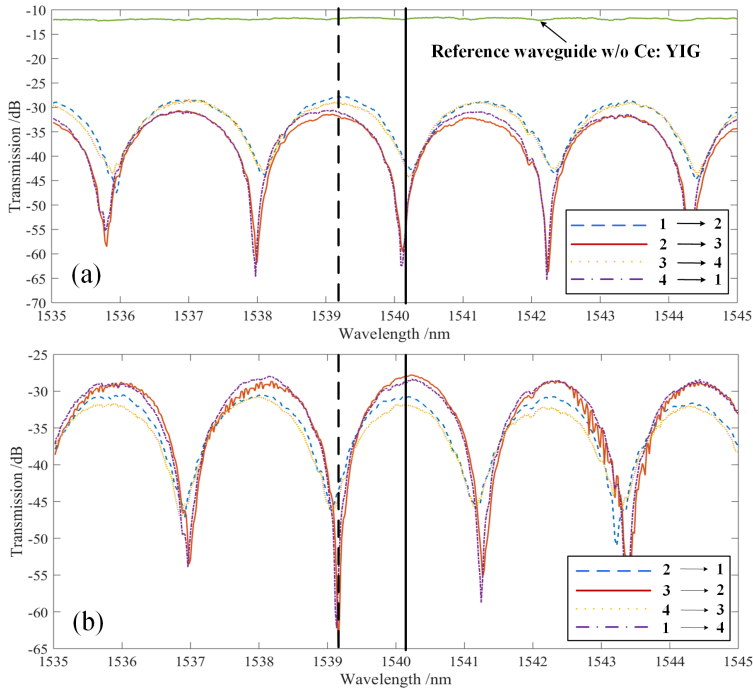 -10
-20
-30
-35
-40
-45
-50
-55
-60
-65
-70
Transmission /dB
Reference waveguide w/o Ce: YIG
(a)
1 → 2
2 → 3
3 → 4
4 → 1
1535 1536 1537 1538 1539 1540 1541 1542 1543 1544 1545
Wavelength /nm
-25
-30
-35
-40
-45
-50
-55
-60
-65
Transmission /dB
(b)
2 → 1
3 → 2
4 → 3
1 → 4
1535 1536 1537 1538 1539 1540 1541 1542 1543 1544 1545
Wavelength /nm